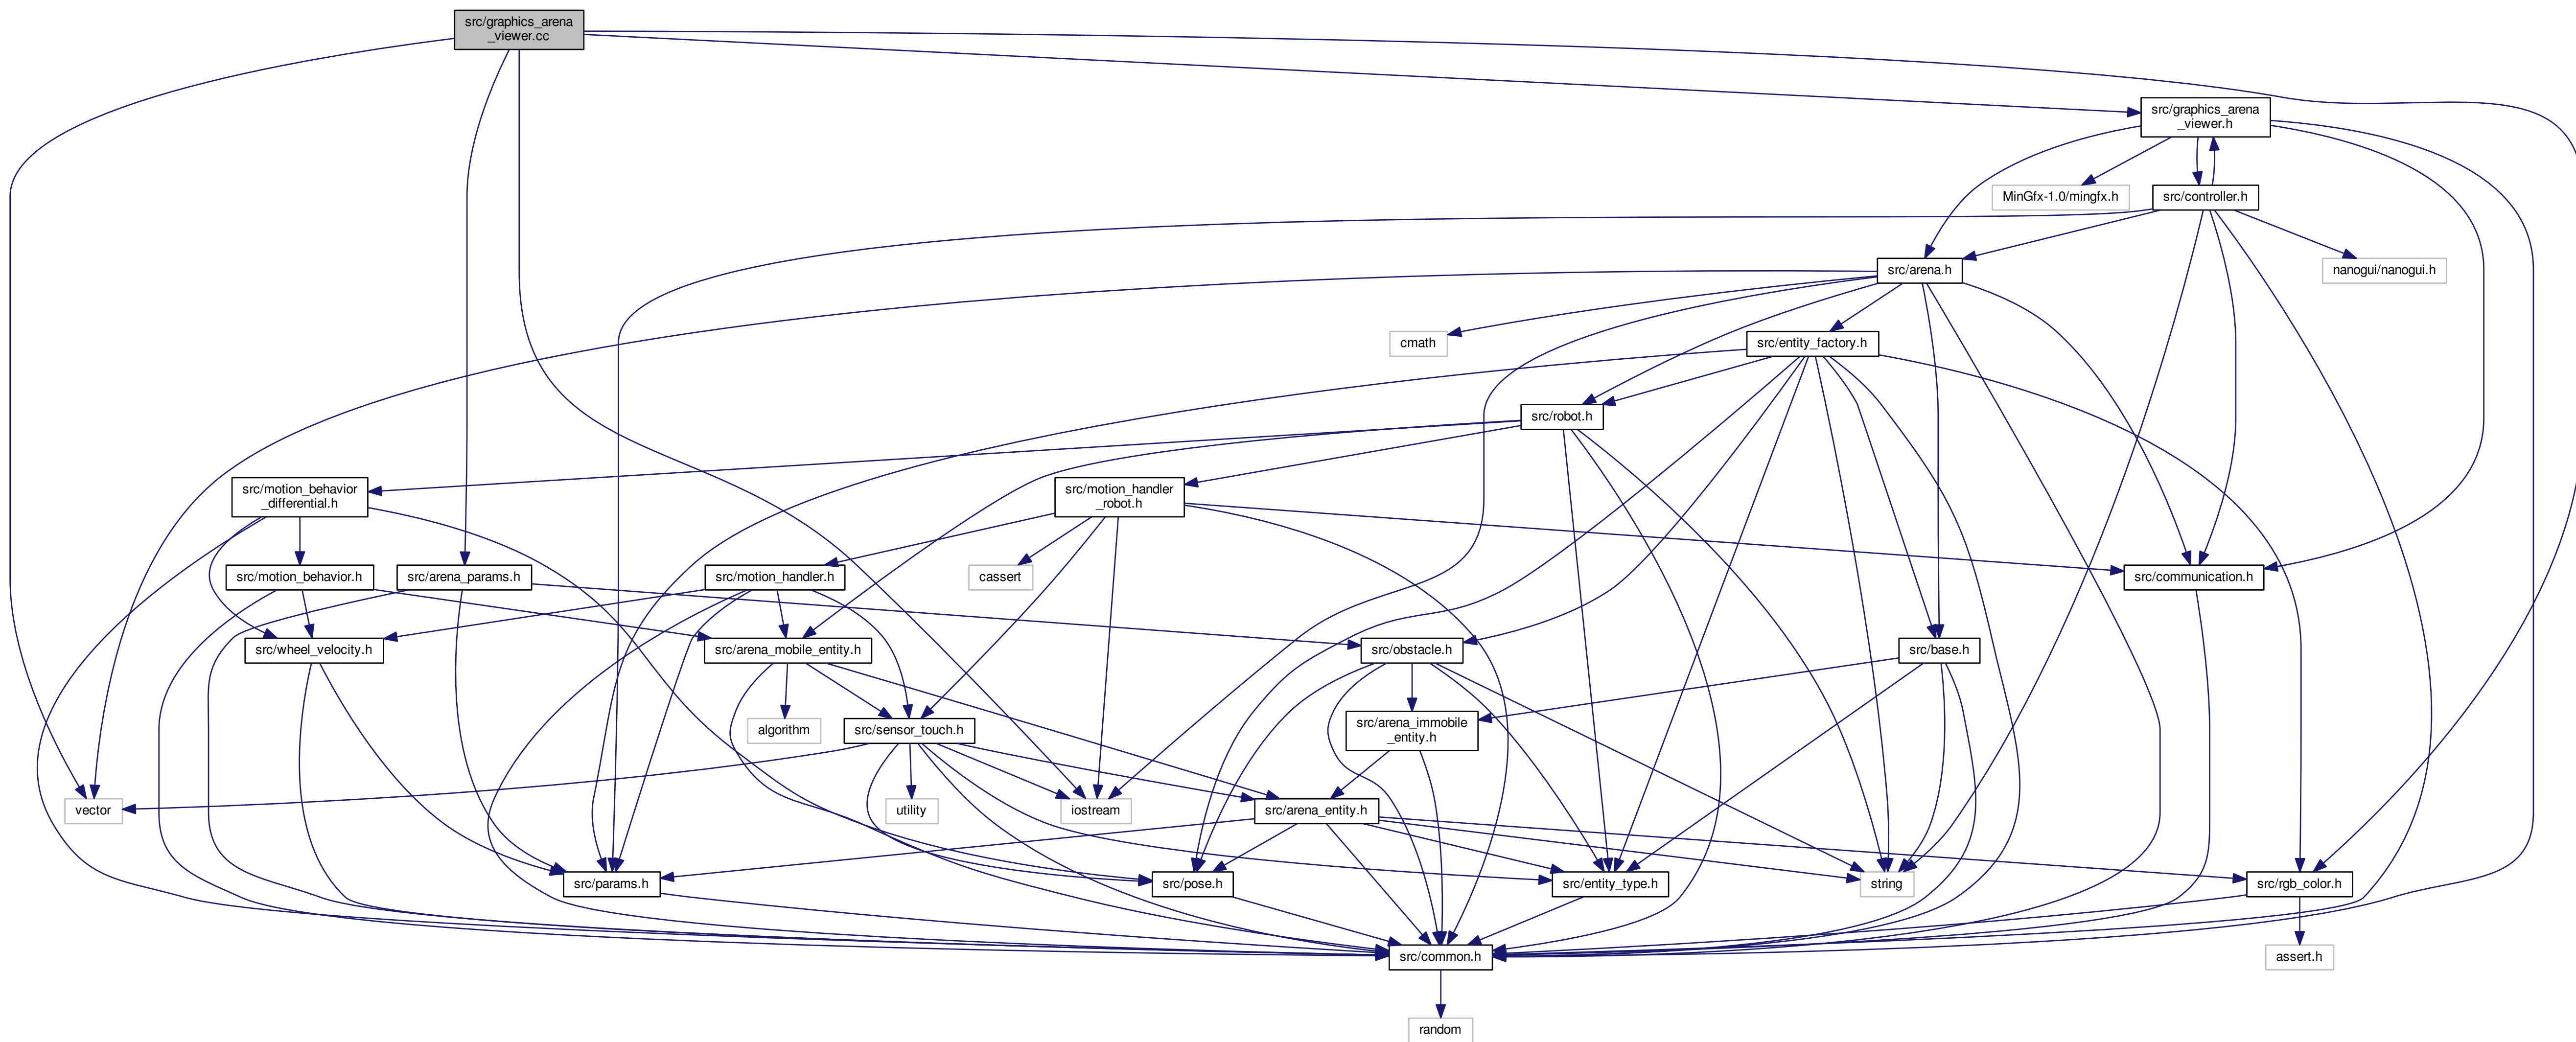 src/graphics_arena
_viewer.cc
src/graphics_arena
_viewer.h
MinGfx-1.0/mingfx.h
src/controller.h
src/arena.h
nanogui/nanogui.h
cmath
src/entity_factory.h
src/robot.h
src/motion_behavior
_differential.h
src/motion_handler
_robot.h
src/motion_behavior.h
src/arena_params.h
src/motion_handler.h
cassert
src/communication.h
src/wheel_velocity.h
src/arena_mobile_entity.h
src/obstacle.h
src/base.h
algorithm
src/sensor_touch.h
src/arena_immobile
_entity.h
vector
utility
iostream
src/arena_entity.h
src/params.h
src/pose.h
src/entity_type.h
string
src/rgb_color.h
src/common.h
assert.h
random